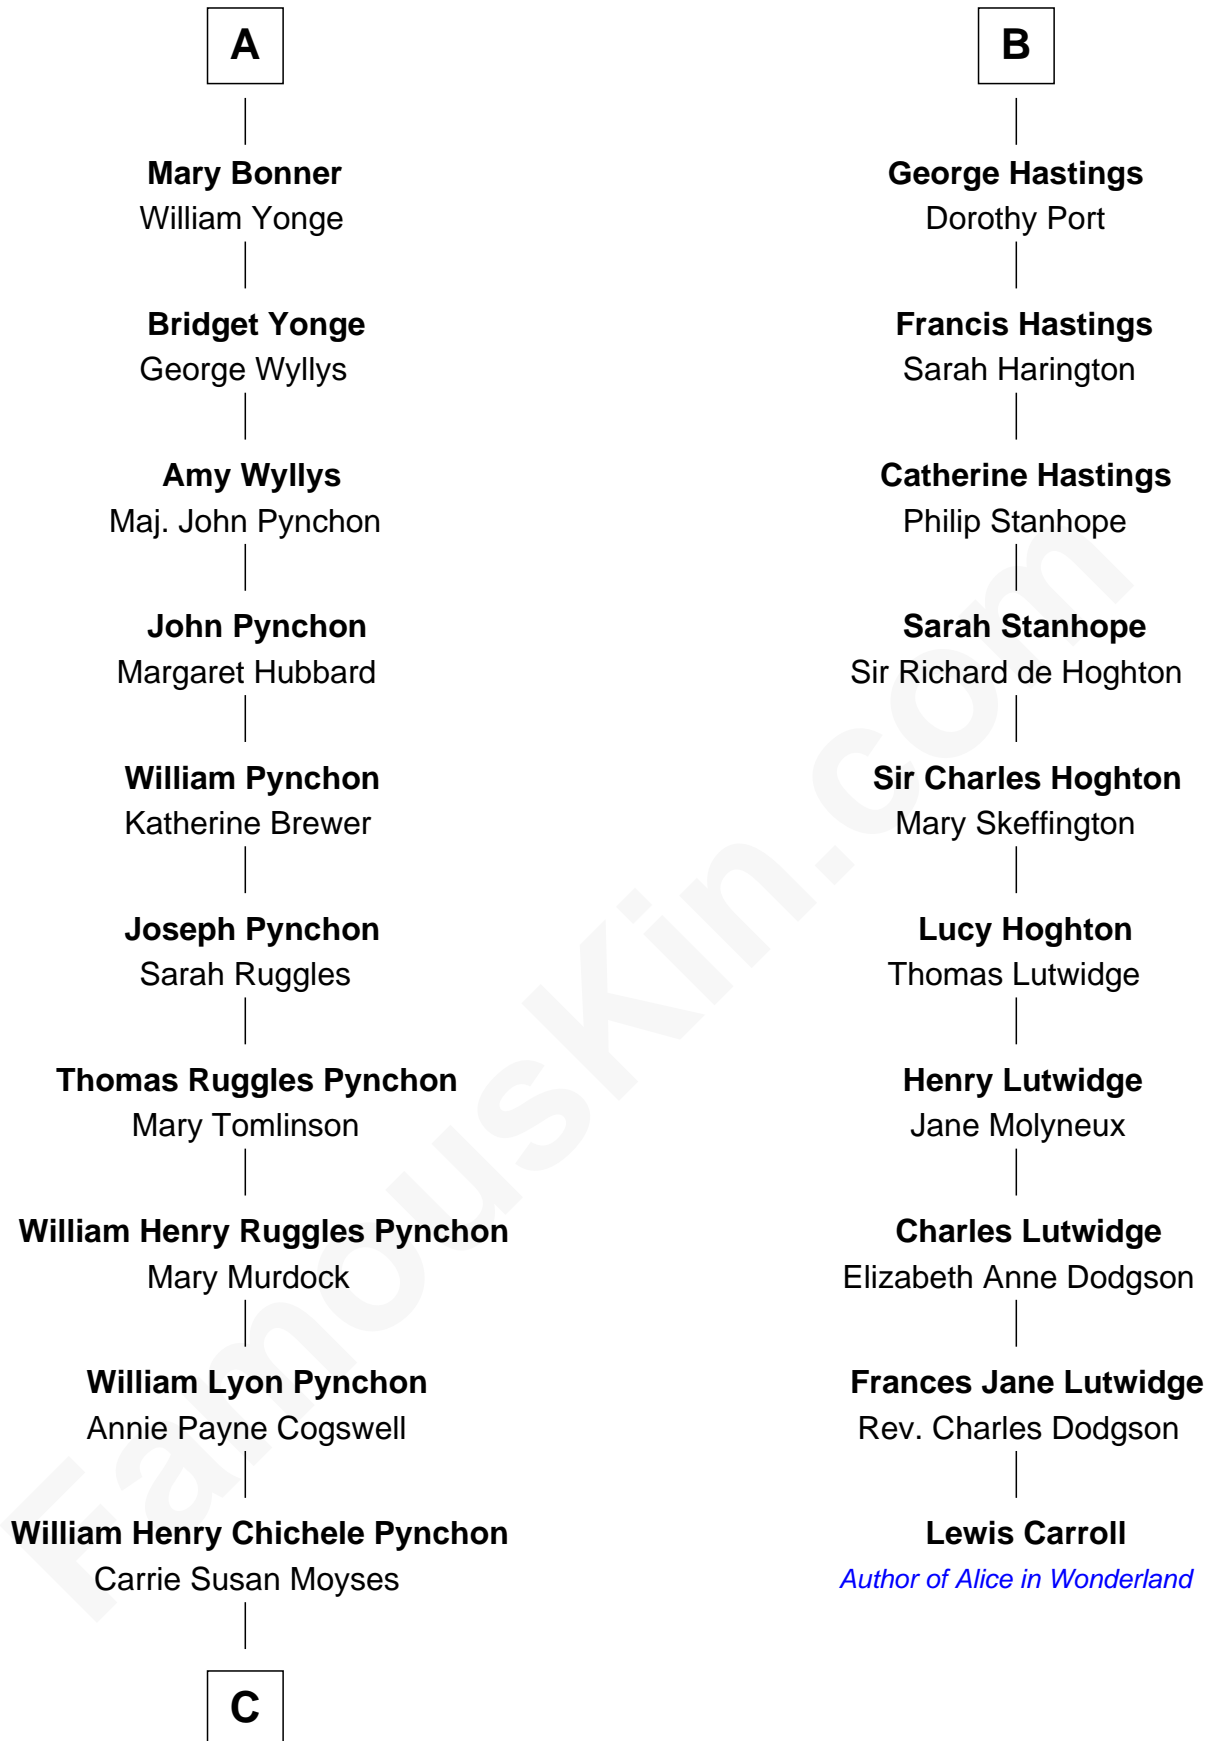 A
Mary Bonner
William Yonge
Bridget Yonge
George Wyllys
Amy Wyllys
Maj. John Pynchon
John Pynchon
Margaret Hubbard
William Pynchon
Katherine Brewer
Joseph Pynchon
Sarah Ruggles
Thomas Ruggles Pynchon
Mary Tomlinson
William Henry Ruggles Pynchon
Mary Murdock
William Lyon Pynchon
Annie Payne Cogswell
William Henry Chichele Pynchon
Carrie Susan Moyses
C
B
George Hastings
Dorothy Port
Francis Hastings
Sarah Harington
Catherine Hastings
Philip Stanhope
Sarah Stanhope
Sir Richard de Hoghton
Sir Charles Hoghton
Mary Skeffington
Lucy Hoghton
Thomas Lutwidge
Henry Lutwidge
Jane Molyneux
Charles Lutwidge
Elizabeth Anne Dodgson
Frances Jane Lutwidge
Rev. Charles Dodgson
Lewis Carroll
Author of Alice in Wonderland
FamousKin.com